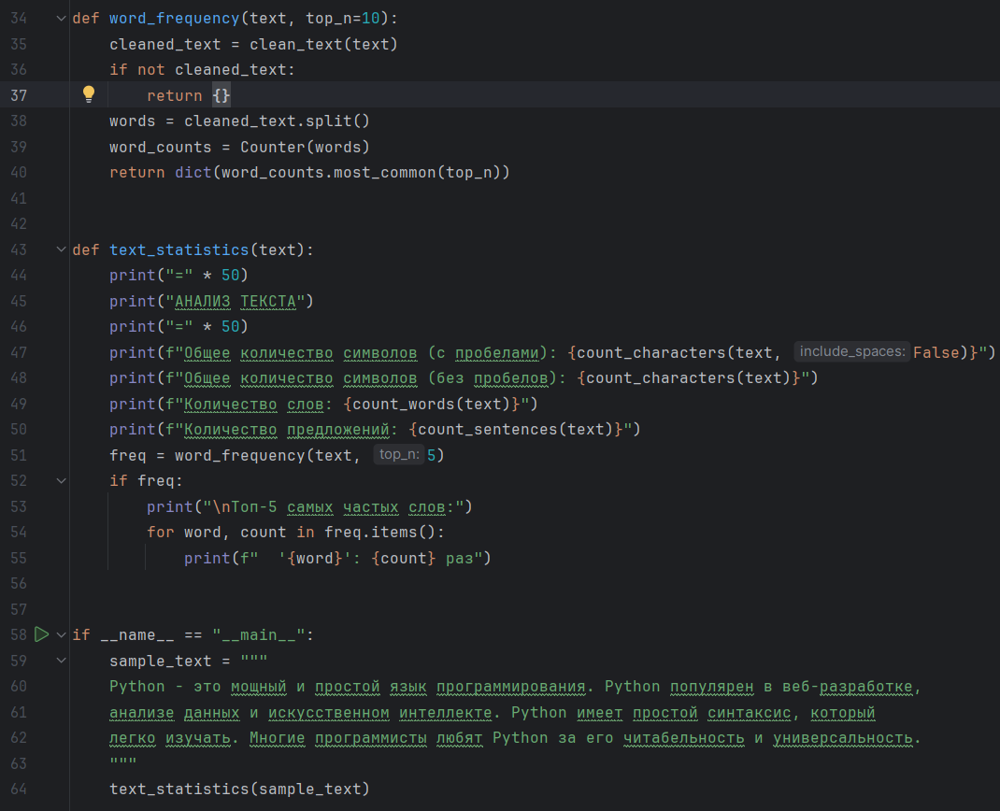 34 def word_frequency(text, top_n=10):
35     cleaned_text = clean_text(text)
36     if not cleaned_text:
37         return {}
38     words = cleaned_text.split()
39     word_counts = Counter(words)
40     return dict(word_counts.most_common(top_n))
41
42
43 def text_statistics(text):
44     print("=" * 50)
45     print("АНАЛИЗ ТЕКСТА")
46     print("=" * 50)
47     print(f"Общее количество символов (с пробелами): {count_characters(text, include_spaces: False)}")
48     print(f"Общее количество символов (без пробелов): {count_characters(text)}")
49     print(f"Количество слов: {count_words(text)}")
50     print(f"Количество предложений: {count_sentences(text)}")
51     freq = word_frequency(text, top_n: 5)
52     if freq:
53         print("\nТоп-5 самых частых слов:")
54         for word, count in freq.items():
55             print(f"  '{word}': {count} раз")
56
57
58 if __name__ == "__main__":
59     sample_text = """
60     Python - это мощный и простой язык программирования. Python популярен в веб-разработке,
61     анализе данных и искусственном интеллекте. Python имеет простой синтаксис, который
62     легко изучать. Многие программисты любят Python за его читабельность и универсальность.
63     """
64     text_statistics(sample_text)